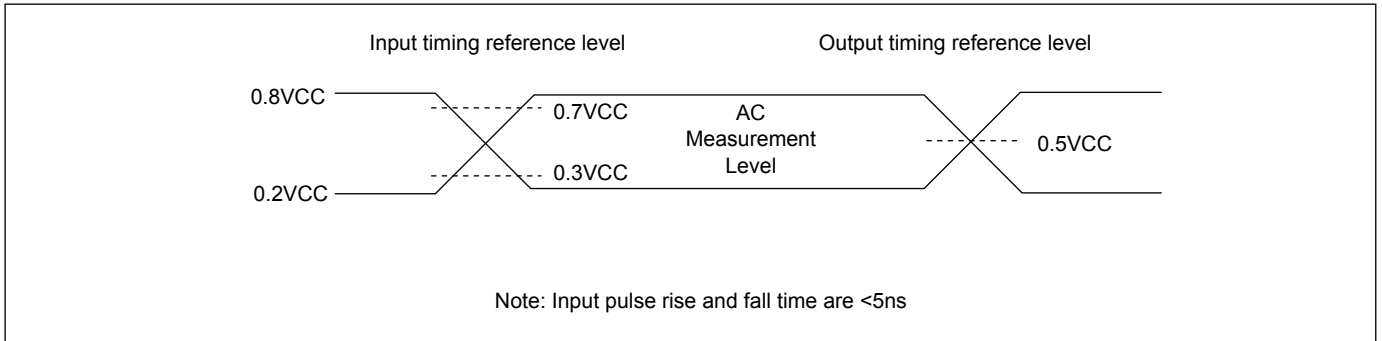 Input timing reference level
Output timing reference level
0.8VCC
0.7VCC
AC
Measurement
Level
0.5VCC
0.3VCC
0.2VCC
Note: Input pulse rise and fall time are <5ns